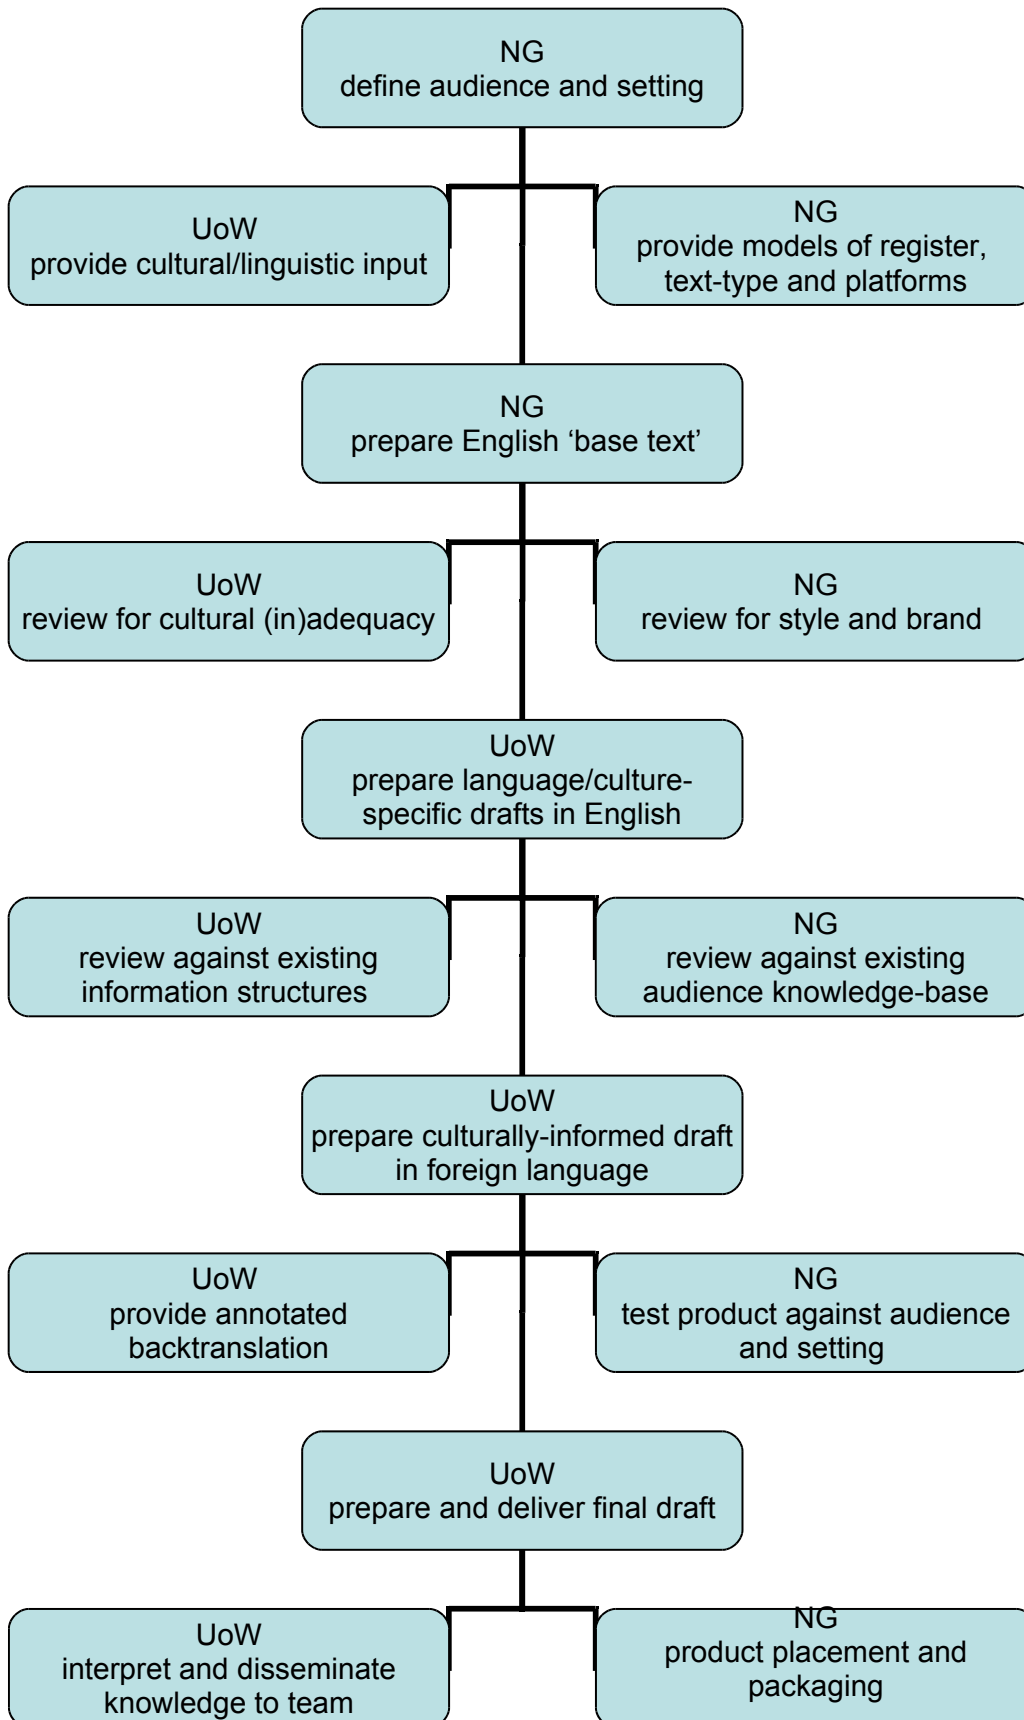 NG
define audience and setting
UoW
provide cultural/linguistic input
NG
provide models of register,
text-type and platforms
NG
prepare English ‘base text’
UoW
review for cultural (in)adequacy
NG
review for style and brand
UoW
prepare language/culture-
specific drafts in English
UoW
review against existing
information structures
NG
review against existing
audience knowledge-base
UoW
prepare culturally-informed draft
in foreign language
UoW
provide annotated
backtranslation
NG
test product against audience
and setting
UoW
prepare and deliver final draft
UoW
interpret and disseminate
knowledge to team
NG
product placement and
packaging